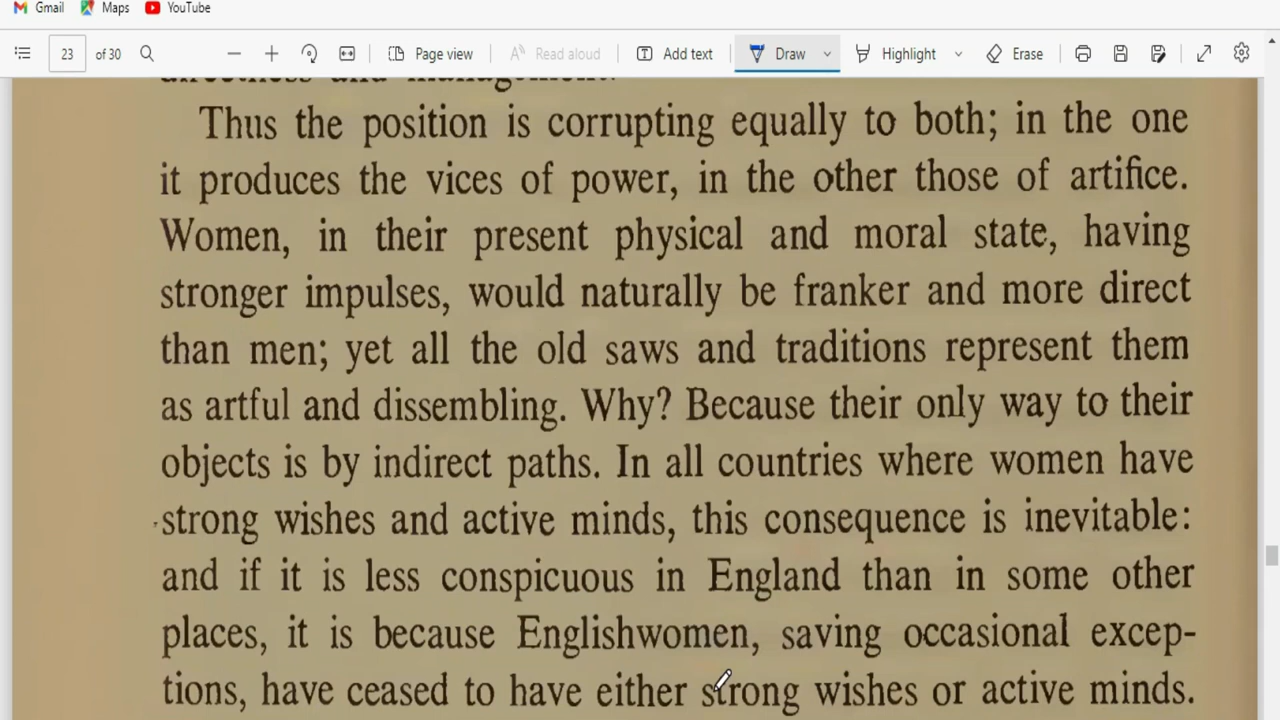 Gmail Maps YouTube
23 of 30 Page view Read aloud Add text Draw Highlight Erase
directness and management.
Thus the position is corrupting equally to both; in the one
it produces the vices of power, in the other those of artifice.
Women, in their present physical and moral state, having
stronger impulses, would naturally be franker and more direct
than men; yet all the old saws and traditions represent them
as artful and dissembling. Why? Because their only way to their
objects is by indirect paths. In all countries where women have
strong wishes and active minds, this consequence is inevitable:
and if it is less conspicuous in England than in some other
places, it is because Englishwomen, saving occasional excep-
tions, have ceased to have either strong wishes or active minds.